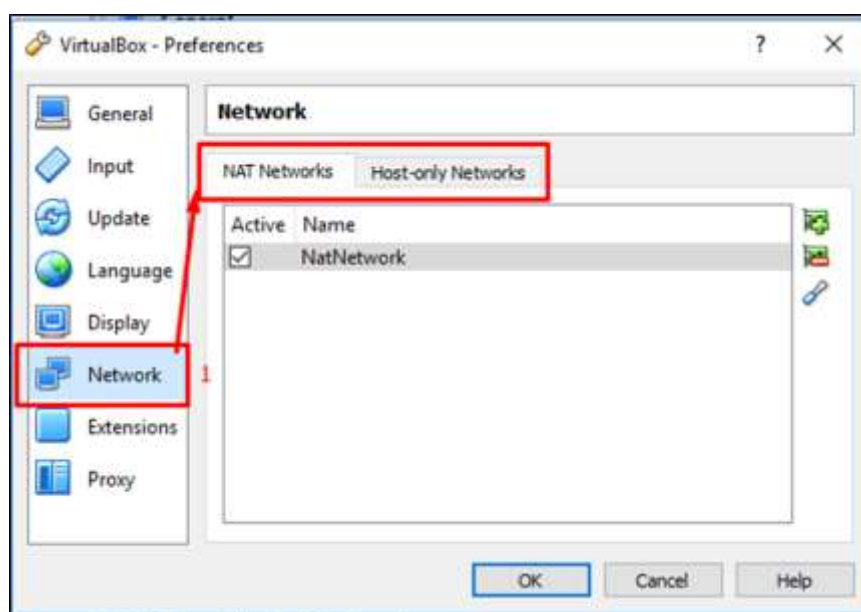 VirtualBox - Preferences ? ×
General
Input
Update
Language
Display
Network 1
Extensions
Proxy
Network
NAT Networks Host-only Networks
Active Name
NatNetwork
OK Cancel Help